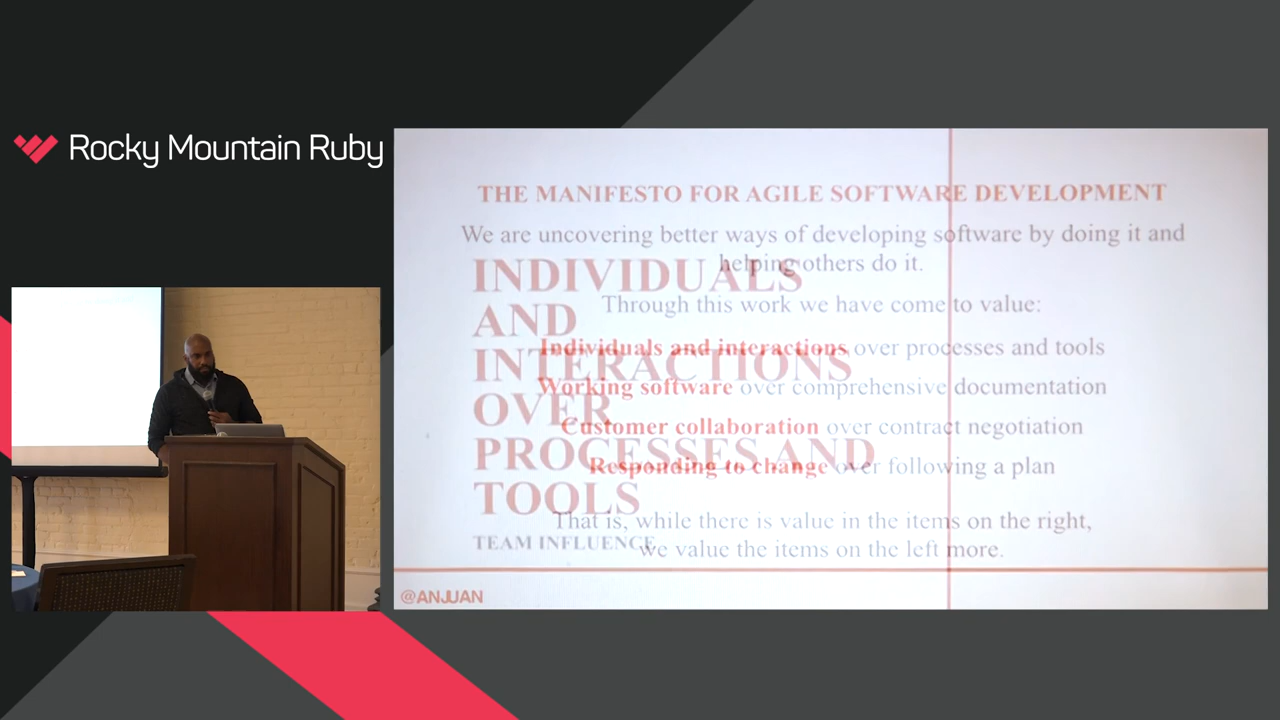 Rocky Mountain Ruby
THE MANIFESTO FOR AGILE SOFTWARE DEVELOPMENT
We are uncovering better ways of developing software by doing it and
helping others do it.
Through this work we have come to value:
Individuals and interactions over processes and tools
Working software over comprehensive documentation
Customer collaboration over contract negotiation
Responding to change over following a plan
That is, while there is value in the items on the right,
we value the items on the left more.
INDIVIDUALS
AND
INTERACTIONS
OVER
PROCESSES AND
TOOLS
TEAM INFLUENCE
@ANJUAN